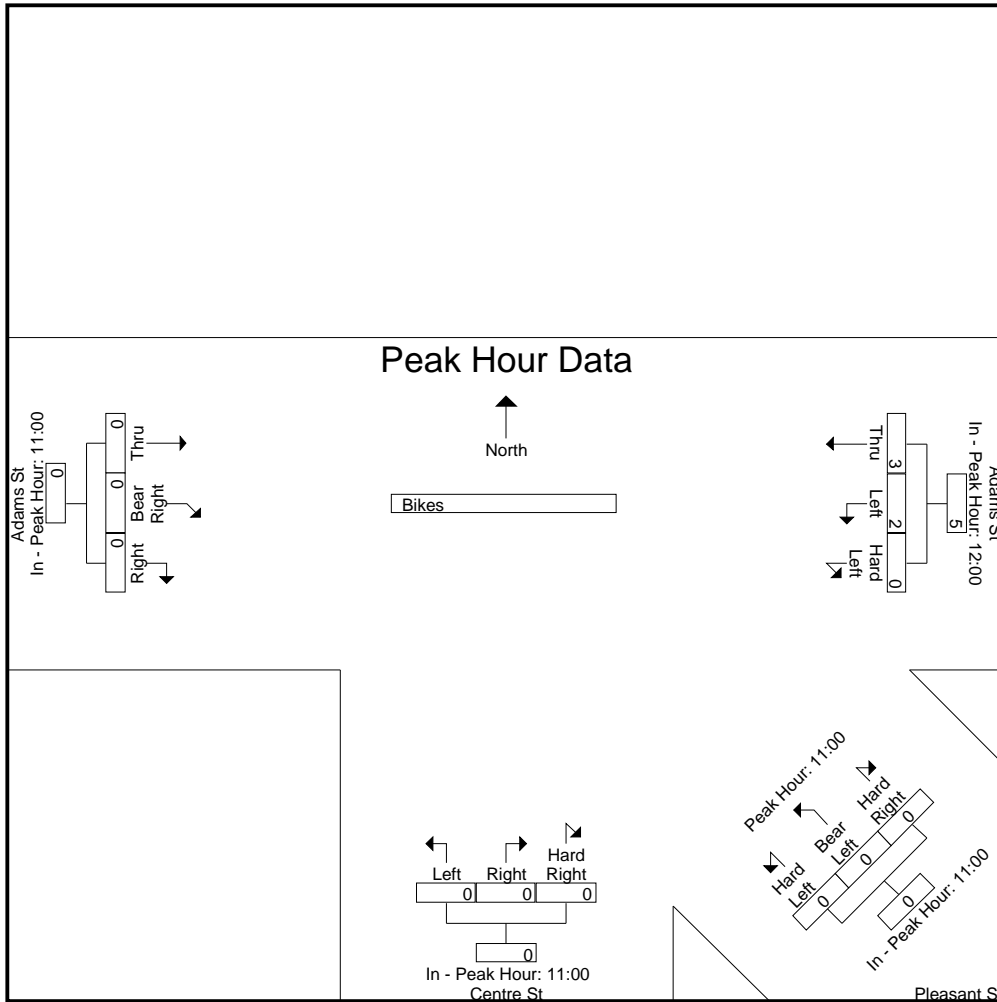 Peak Hour Data
North
Bikes
Adams St
In - Peak Hour: 11:00
0
0
Thru
0
Bear
Right
0
Right
Adams St
In - Peak Hour: 12:00
5
3
Thru
2
Left
0
Hard
Left
Left
Right
Hard
Right
0
0
0
0
In - Peak Hour: 11:00
Centre St
Peak Hour: 11:00
Hard
Right
0
Bear
Left
0
Hard
Left
0
0
In - Peak Hour: 11:00
Pleasant S